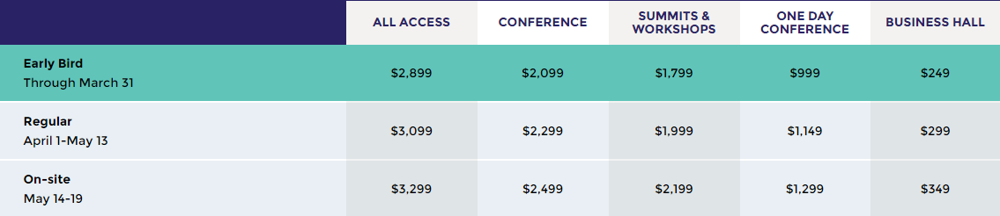 ALL ACCESS CONFERENCE SUMMITS & WORKSHOPS ONE DAY CONFERENCE BUSINESS HALL
Early Bird
Through March 31 $2,899 $2,099 $1,799 $999 $249
Regular
April 1-May 13 $3,099 $2,299 $1,999 $1,149 $299
On-site
May 14-19 $3,299 $2,499 $2,199 $1,299 $349